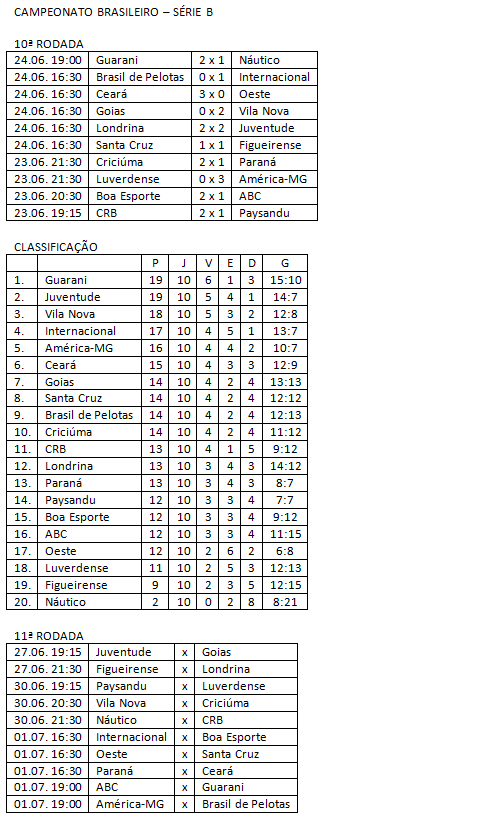 CAMPEONATO BRASILEIRO – SÉRIE B
10ª RODADA
24.06. 19:00 Guarani 2 x 1 Náutico
24.06. 16:30 Brasil de Pelotas 0 x 1 Internacional
24.06. 16:30 Ceará 3 x 0 Oeste
24.06. 16:30 Goias 0 x 2 Vila Nova
24.06. 16:30 Londrina 2 x 2 Juventude
24.06. 16:30 Santa Cruz 1 x 1 Figueirense
23.06. 21:30 Criciúma 2 x 1 Paraná
23.06. 21:30 Luverdense 0 x 3 América-MG
23.06. 20:30 Boa Esporte 2 x 1 ABC
23.06. 19:15 CRB 2 x 1 Paysandu
CLASSIFICAÇÃO
P J V E D G
1. Guarani 19 10 6 1 3 15:10
2. Juventude 19 10 5 4 1 14:7
3. Vila Nova 18 10 5 3 2 12:8
4. Internacional 17 10 4 5 1 13:7
5. América-MG 16 10 4 4 2 10:7
6. Ceará 15 10 4 3 3 12:9
7. Goias 14 10 4 2 4 13:13
8. Santa Cruz 14 10 4 2 4 12:12
9. Brasil de Pelotas 14 10 4 2 4 12:13
10. Criciúma 14 10 4 2 4 11:12
11. CRB 13 10 4 1 5 9:12
12. Londrina 13 10 3 4 3 14:12
13. Paraná 13 10 3 4 3 8:7
14. Paysandu 12 10 3 3 4 7:7
15. Boa Esporte 12 10 3 3 4 9:12
16. ABC 12 10 3 3 4 11:15
17. Oeste 12 10 2 6 2 6:8
18. Luverdense 11 10 2 5 3 12:13
19. Figueirense 9 10 2 3 5 12:15
20. Náutico 2 10 0 2 8 8:21
11ª RODADA
27.06. 19:15 Juventude x Goias
27.06. 21:30 Figueirense x Londrina
30.06. 19:15 Paysandu x Luverdense
30.06. 20:30 Vila Nova x Criciúma
30.06. 21:30 Náutico x CRB
01.07. 16:30 Internacional x Boa Esporte
01.07. 16:30 Oeste x Santa Cruz
01.07. 16:30 Paraná x Ceará
01.07. 19:00 ABC x Guarani
01.07. 19:00 América-MG x Brasil de Pelotas